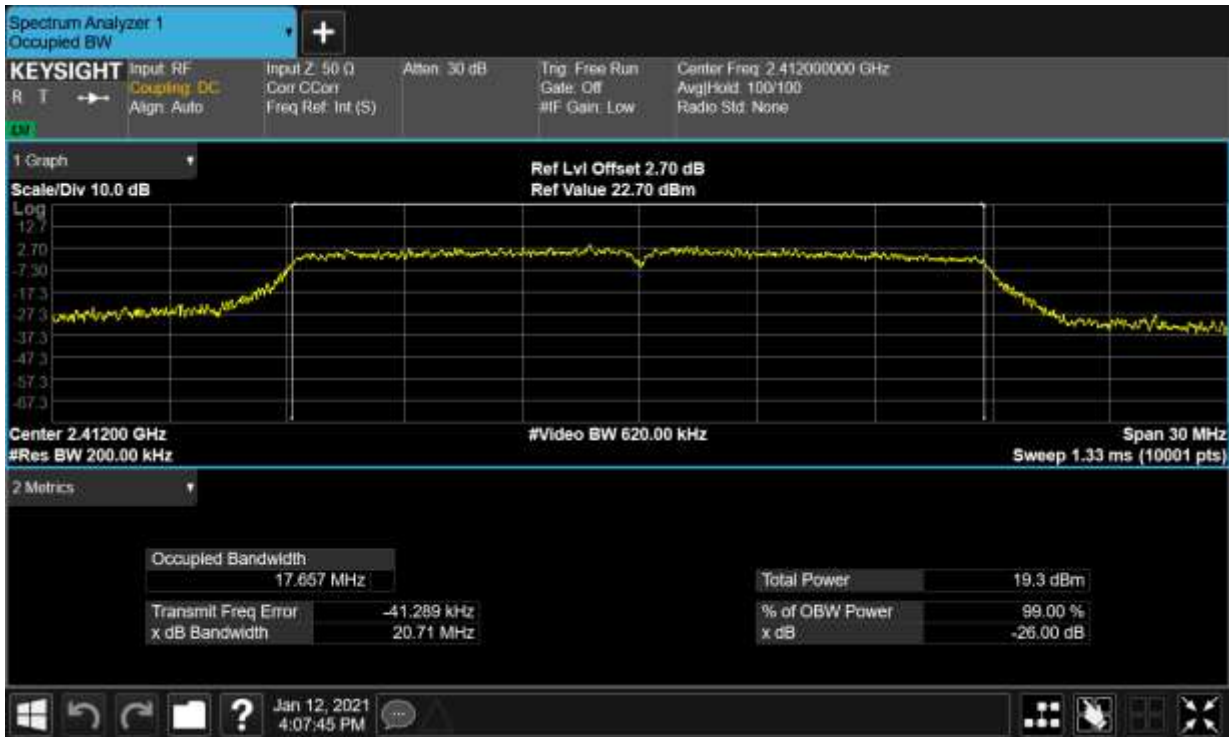 Spectrum Analyzer 1
Occupied BW
KEYSIGHT
R T
Input: RF
Coupling: DC
Align: Auto
Input Z: 50 Ω
Corr CCorr
Freq Ref: Int (S)
Atten: 30 dB
Trig: Free Run
Gate: Off
#IF Gain: Low
Center Freq: 2.412000000 GHz
Avg|Hold: 100/100
Radio Std: None
1 Graph
Scale/Div 10.0 dB
Ref Lvl Offset 2.70 dB
Ref Value 22.70 dBm
Log
12.7
2.70
-7.30
-17.3
-27.3
-37.3
-47.3
-57.3
-67.3
Center 2.41200 GHz
#Res BW 200.00 kHz
#Video BW 620.00 kHz
Span 30 MHz
Sweep 1.33 ms (10001 pts)
2 Metrics
Occupied Bandwidth
17.657 MHz
Transmit Freq Error -41.289 kHz
x dB Bandwidth 20.71 MHz
Total Power 19.3 dBm
% of OBW Power 99.00 %
x dB -26.00 dB
?
Jan 12, 2021
4:07:45 PM